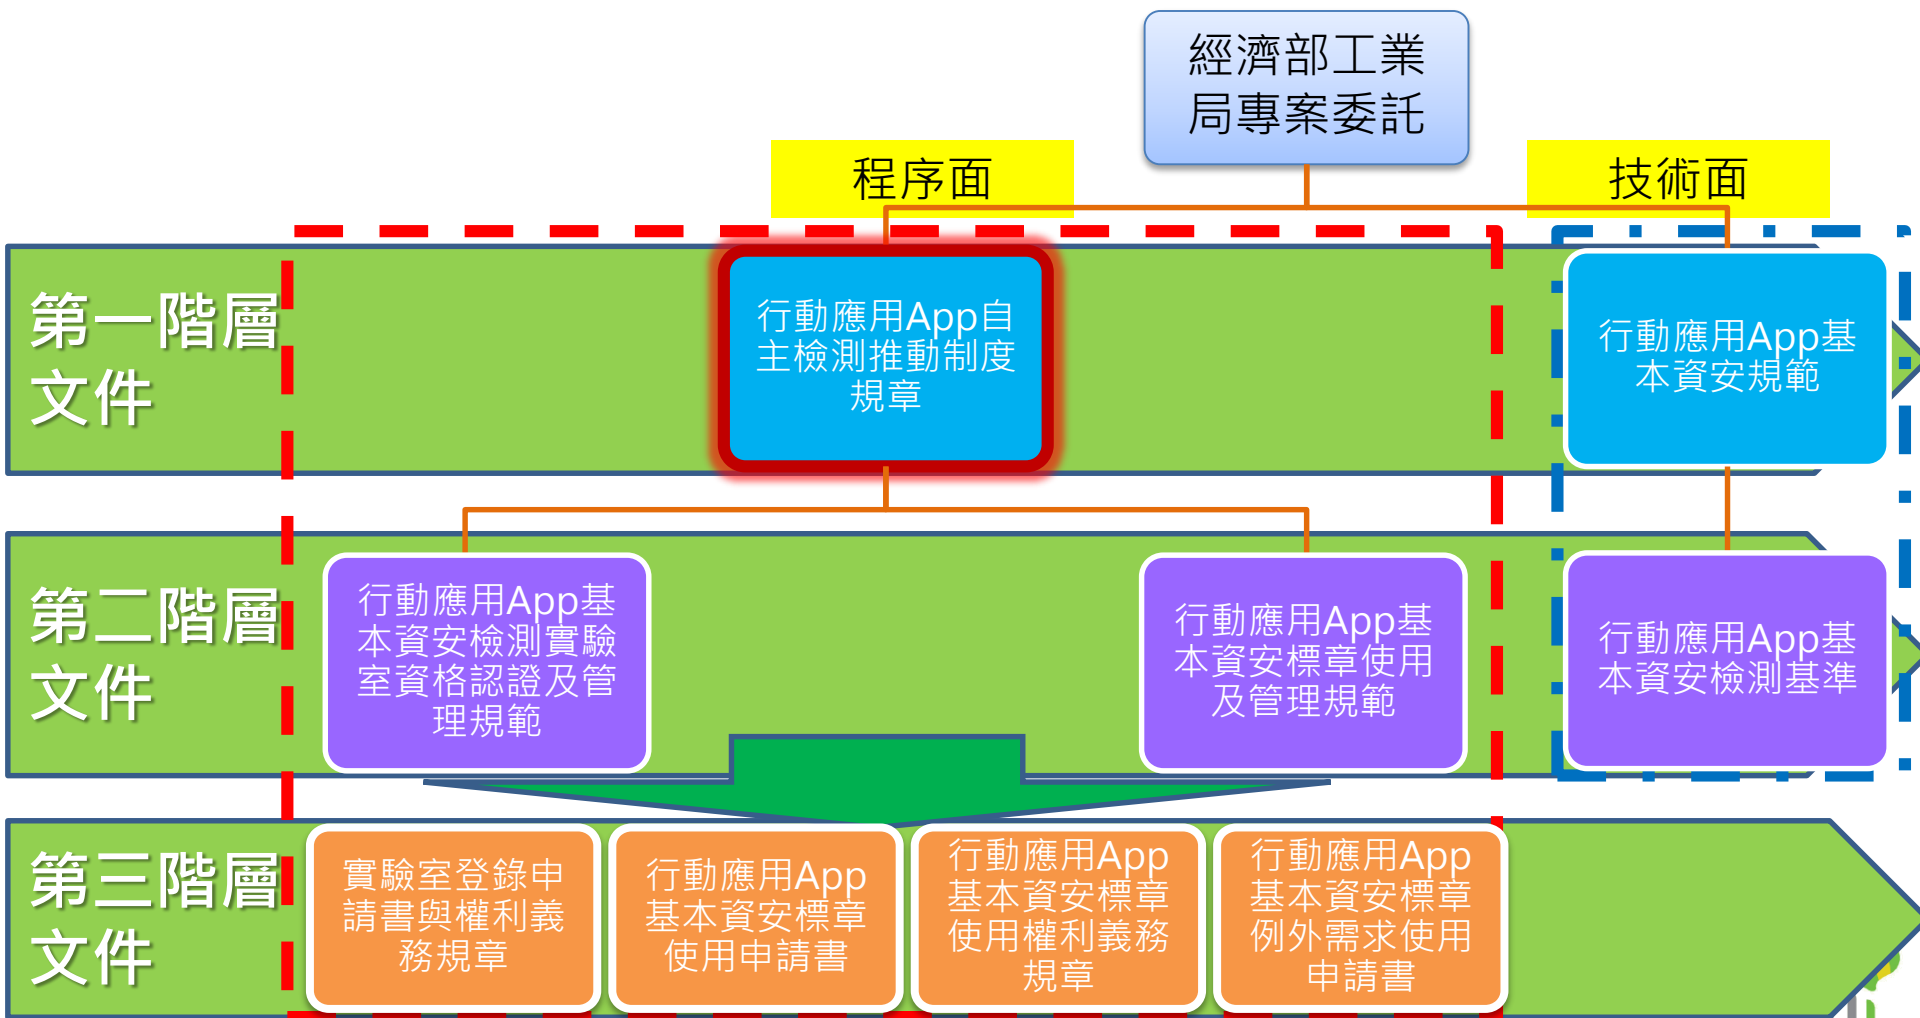 經濟部工業
局專案委託
程序面
技術面
第一階層
文件
行動應用App自
主檢測推動制度
規章
行動應用App基
本資安規範
第二階層
文件
行動應用App基
本資安檢測實驗
室資格認證及管
理規範
行動應用App基
本資安標章使用
及管理規範
行動應用App基
本資安檢測基準
第三階層
文件
實驗室登錄申
請書與權利義
務規章
行動應用App
基本資安標章
使用申請書
行動應用App
基本資安標章
使用權利義務
規章
行動應用App
基本資安標章
例外需求使用
申請書